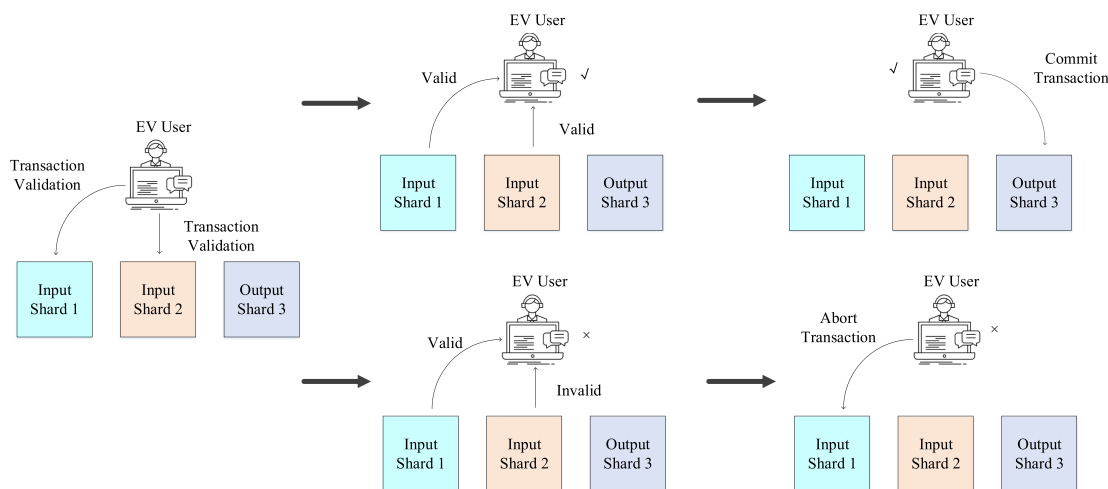 EV User
Transaction
Validation
Transaction
Validation
Input
Shard 1
Input
Shard 2
Output
Shard 3
EV User
√
Valid
Valid
Input
Shard 1
Input
Shard 2
Output
Shard 3
EV User
√
Commit
Transaction
Input
Shard 1
Input
Shard 2
Output
Shard 3
EV User
×
Valid
Invalid
Input
Shard 1
Input
Shard 2
Output
Shard 3
EV User
×
Abort
Transaction
Input
Shard 1
Input
Shard 2
Output
Shard 3